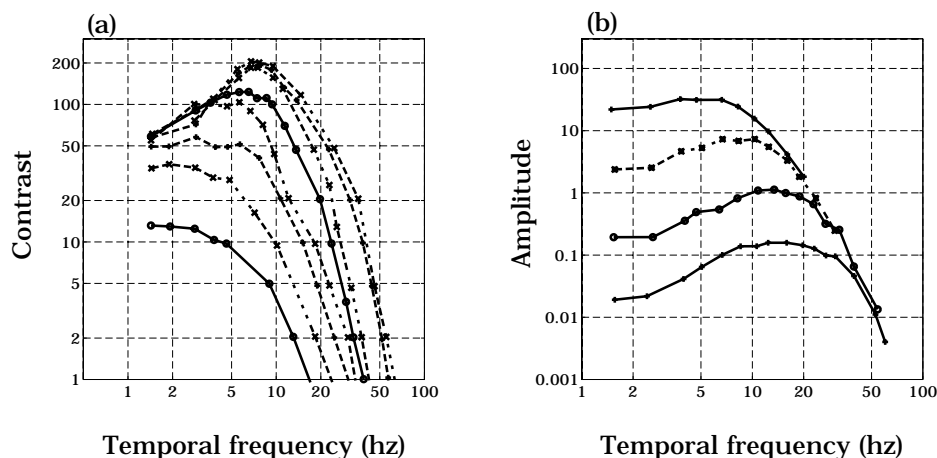 (a)
Contrast
200
100
50
20
10
5
2
1
1 2 5 10 20 50 100
Temporal frequency (hz)
(b)
Amplitude
100
10
1
0.1
0.01
0.001
1 2 5 10 20 50 100
Temporal frequency (hz)